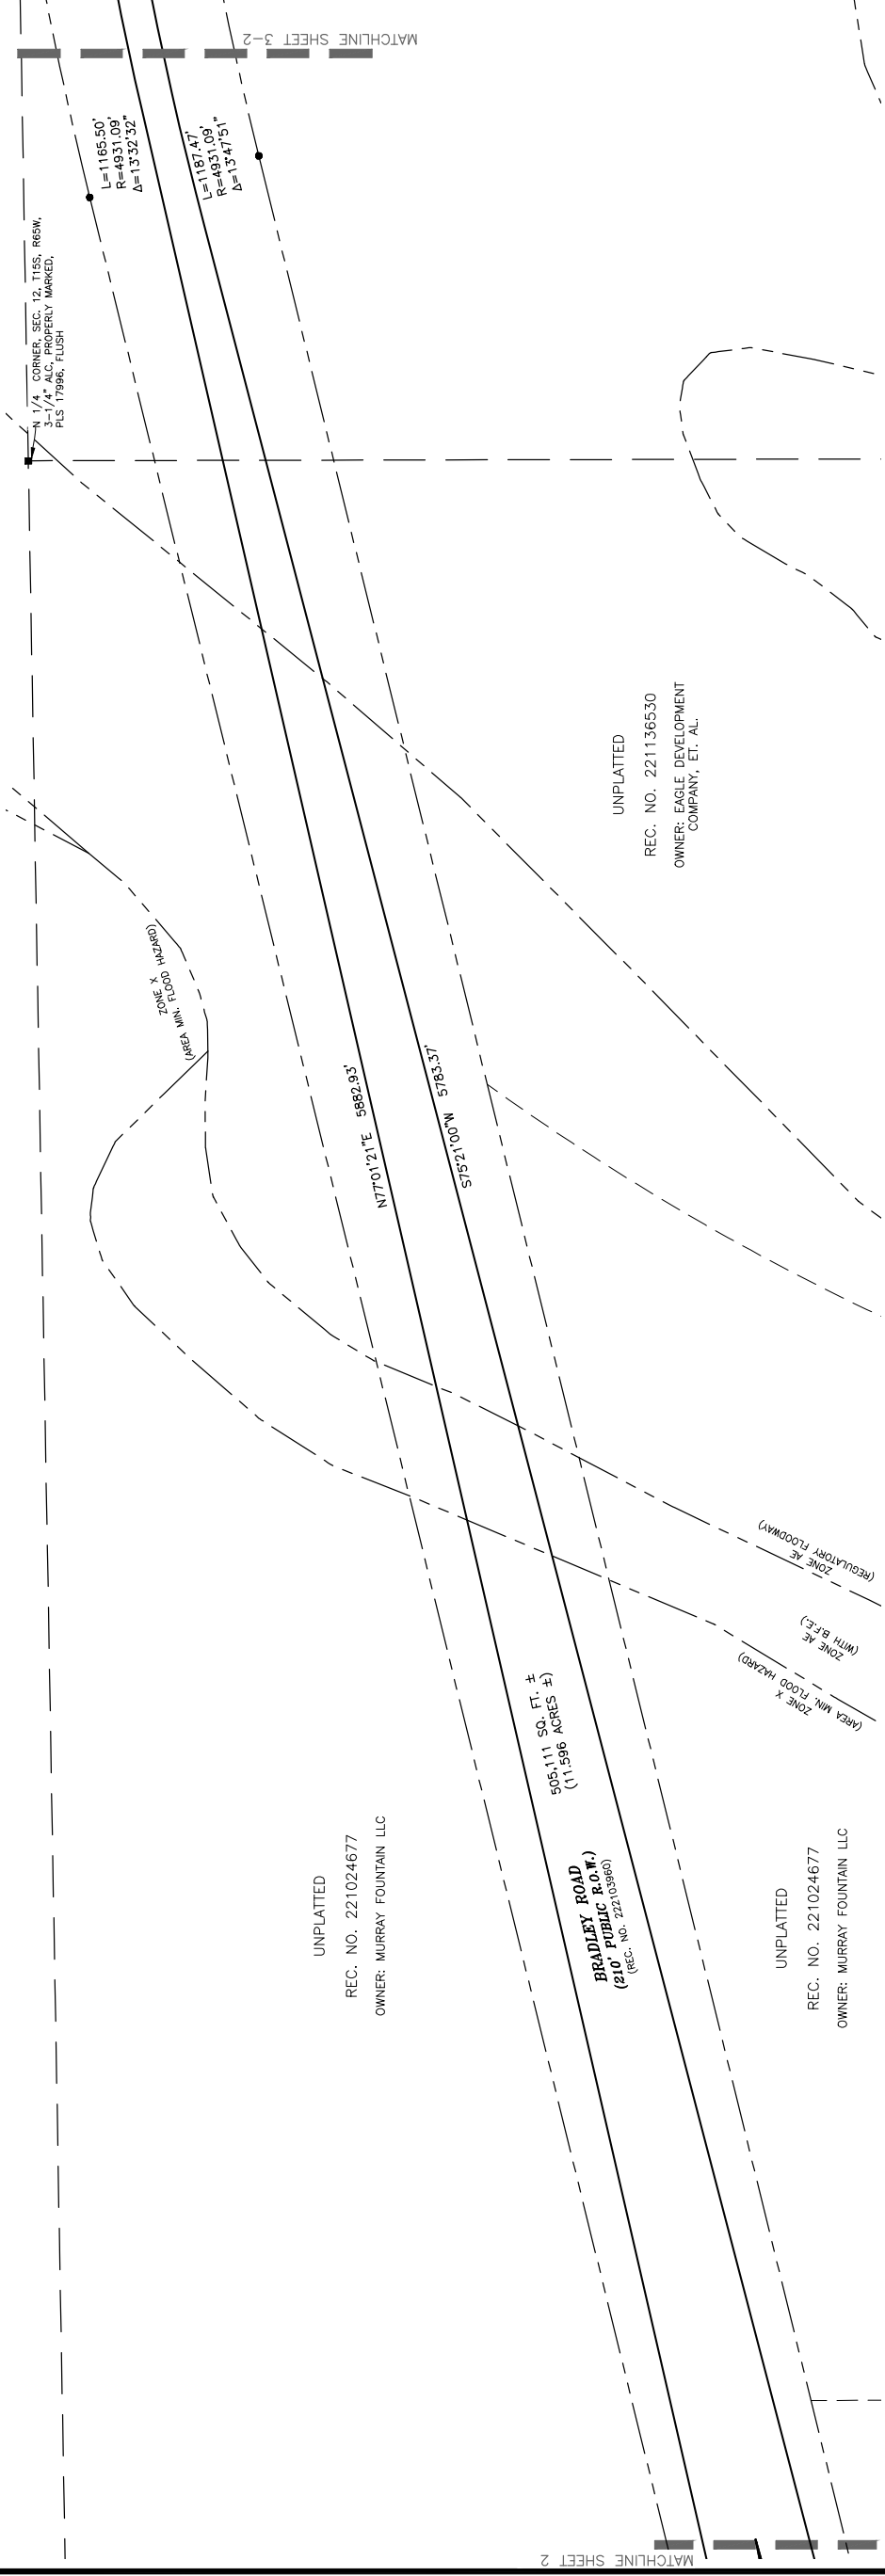 MATCHLINE SHEET 3-2
L=1165.50'
R=4931.09'
Δ=13°32'32"
L=1187.47'
R=4931.09'
Δ=13°47'51"
N 1/4 CORNER, SEC. 12, T15S, R65W,
3-1/4" ALC, PROPERLY MARKED,
PLS 17996, FLUSH
UNPLATTED
REC. NO. 221136530
OWNER: EAGLE DEVELOPMENT
COMPANY, ET. AL.
ZONE X
(AREA MIN. FLOOD HAZARD)
N77°01'21"E 5882.93'
S75°21'00"W 5783.37'
ZONE AE
(REGULATORY FLOODWAY)
ZONE AE
(WITH B.F.E.)
ZONE X
(AREA MIN. FLOOD HAZARD)
505,111 SQ. FT. ±
(11.596 ACRES ±)
BRADLEY ROAD
(210' PUBLIC R.O.W.)
(REC. NO. 222103960)
UNPLATTED
REC. NO. 221024677
OWNER: MURRAY FOUNTAIN LLC
UNPLATTED
REC. NO. 221024677
OWNER: MURRAY FOUNTAIN LLC
MATCHLINE SHEET 2